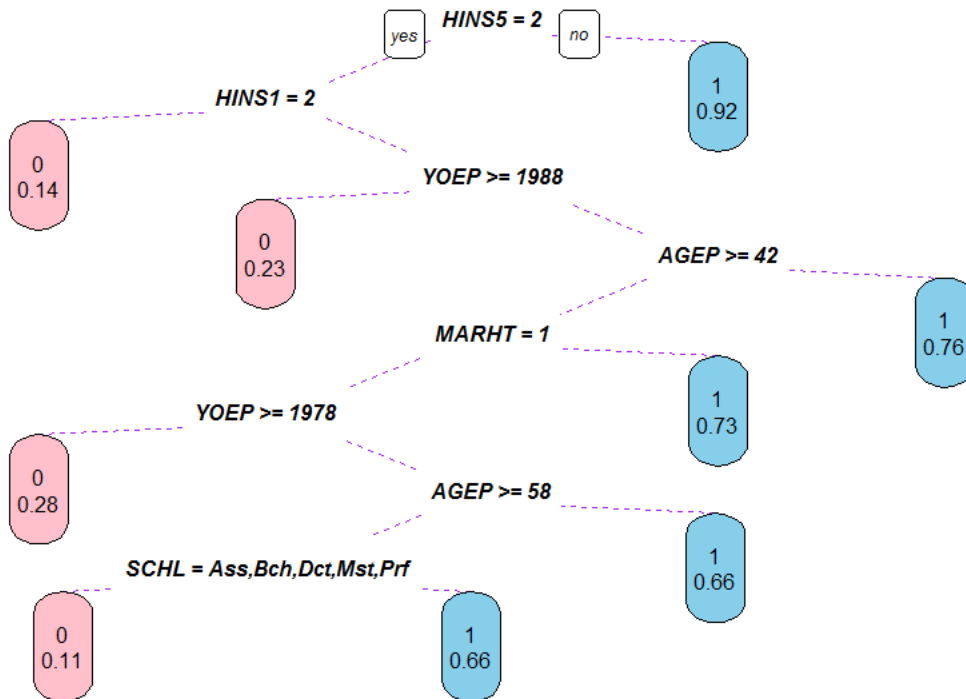 HINS5 = 2
yes
no
1
0.92
HINS1 = 2
0
0.14
YOEP >= 1988
0
0.23
AGEP >= 42
1
0.76
MARHT = 1
1
0.73
YOEP >= 1978
0
0.28
AGEP >= 58
1
0.66
SCHL = Ass,Bch,Dct,Mst,Prf
0
0.11
1
0.66